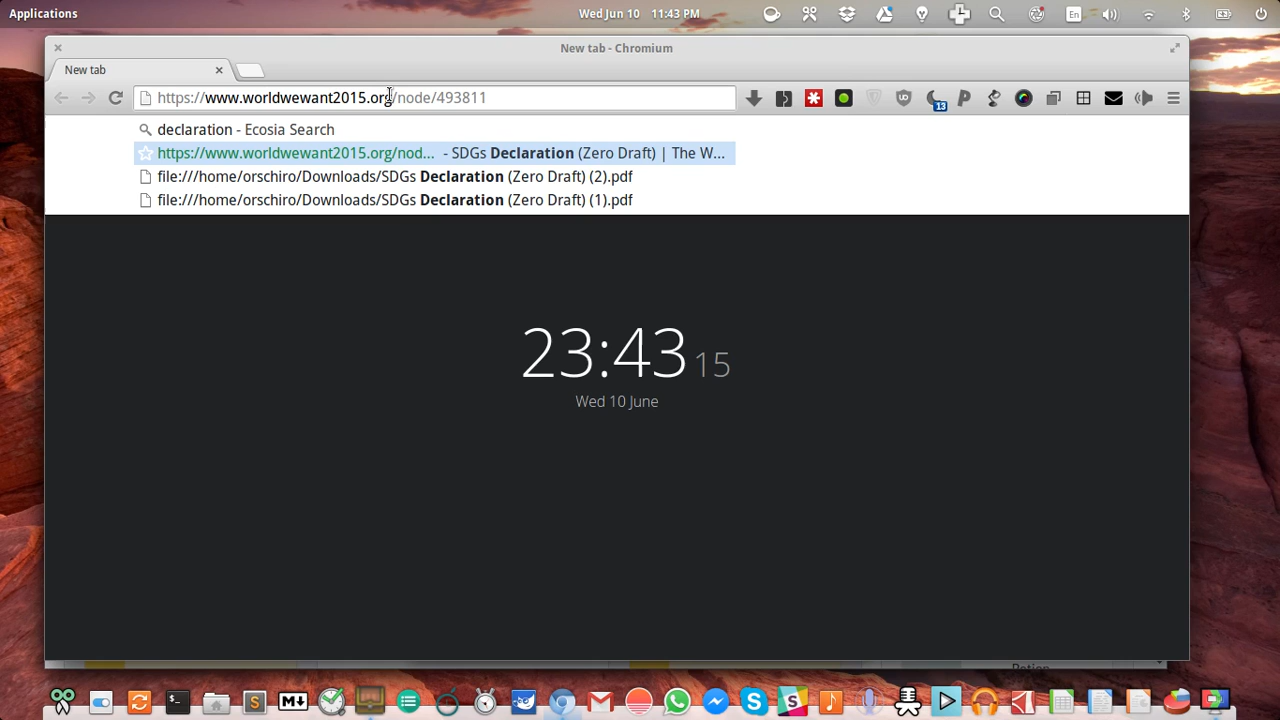 Applications
Wed Jun 10 11:43 PM
En
New tab - Chromium
New tab
https://www.worldwewant2015.org/node/493811
13
declaration - Ecosia Search
https://www.worldwewant2015.org/nod... - SDGs Declaration (Zero Draft) | The W...
file:///home/orschiro/Downloads/SDGs Declaration (Zero Draft) (2).pdf
file:///home/orschiro/Downloads/SDGs Declaration (Zero Draft) (1).pdf
23:43 15
Wed 10 June